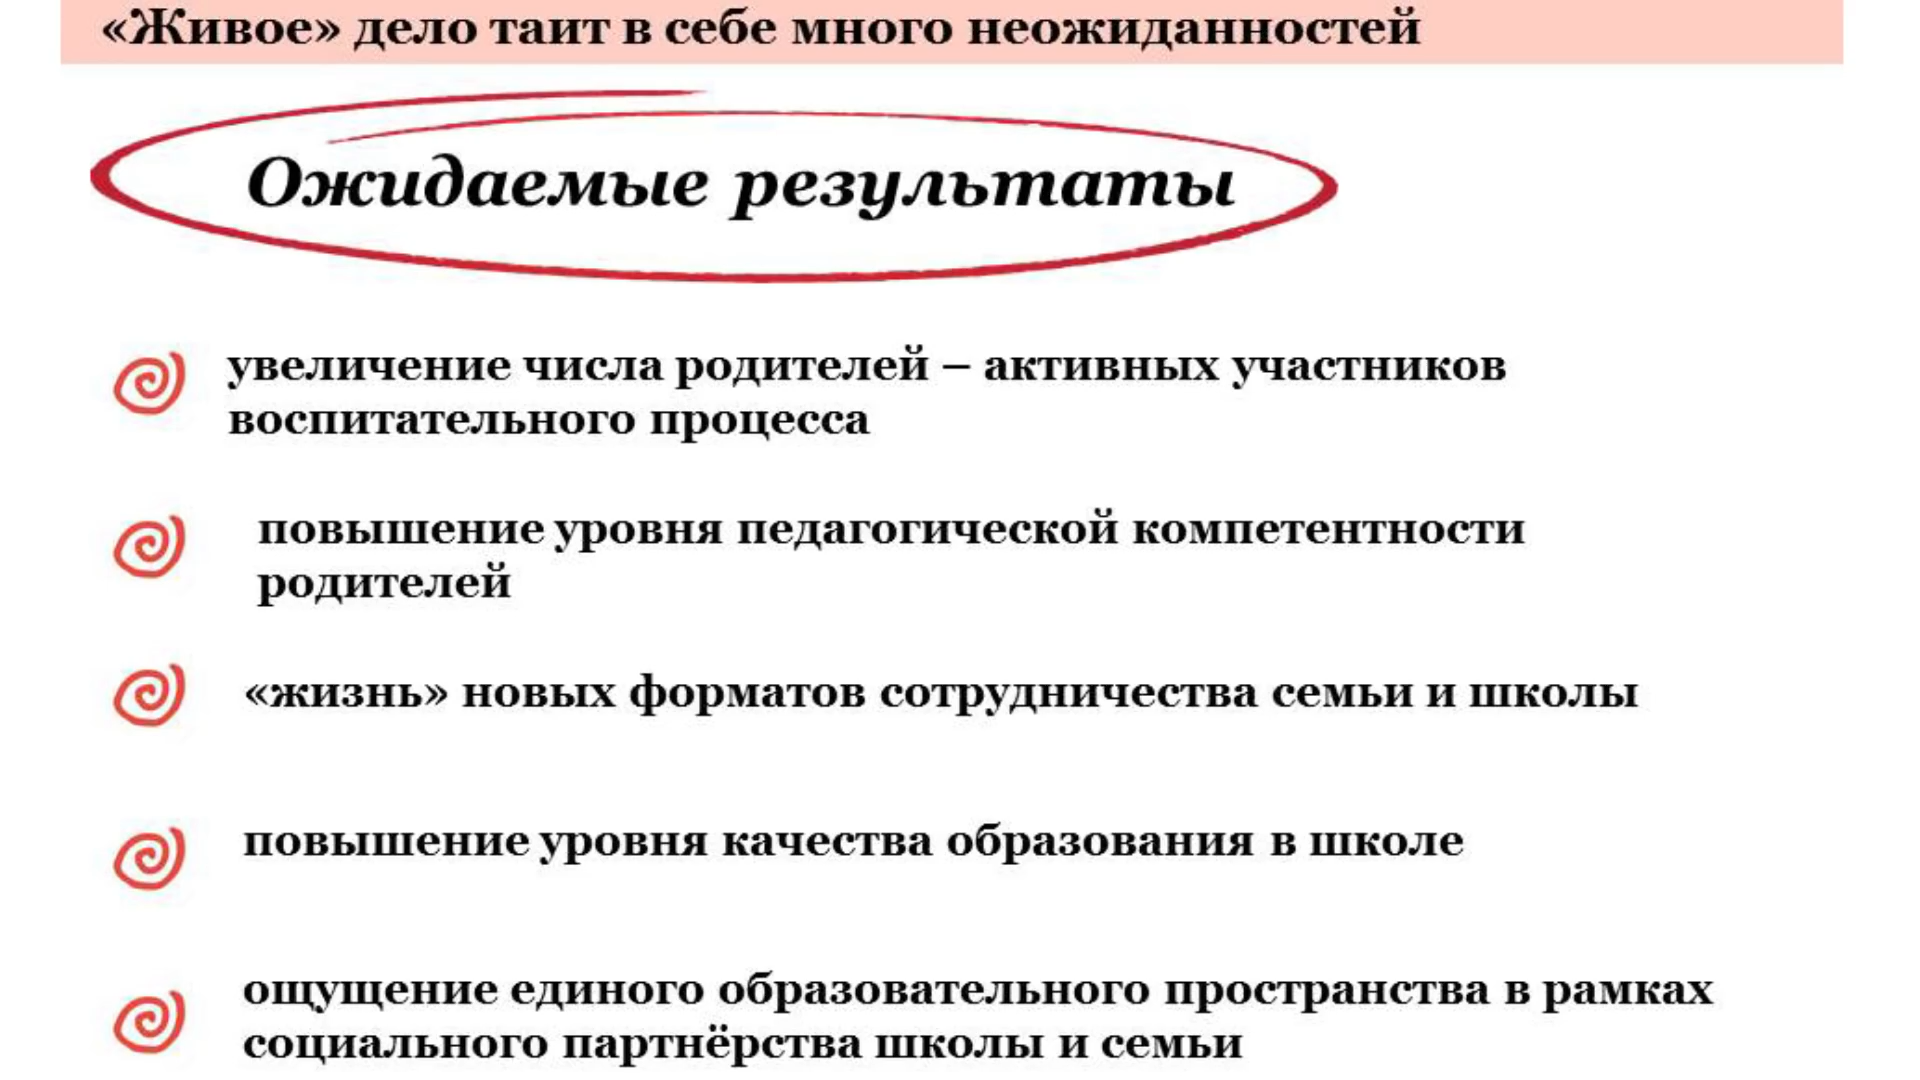 «Живое» дело таит в себе много неожиданностей
Ожидаемые результаты
увеличение числа родителей – активных участников
воспитательного процесса
повышение уровня педагогической компетентности
родителей
«жизнь» новых форматов сотрудничества семьи и школы
повышение уровня качества образования в школе
ощущение единого образовательного пространства в рамках
социального партнёрства школы и семьи